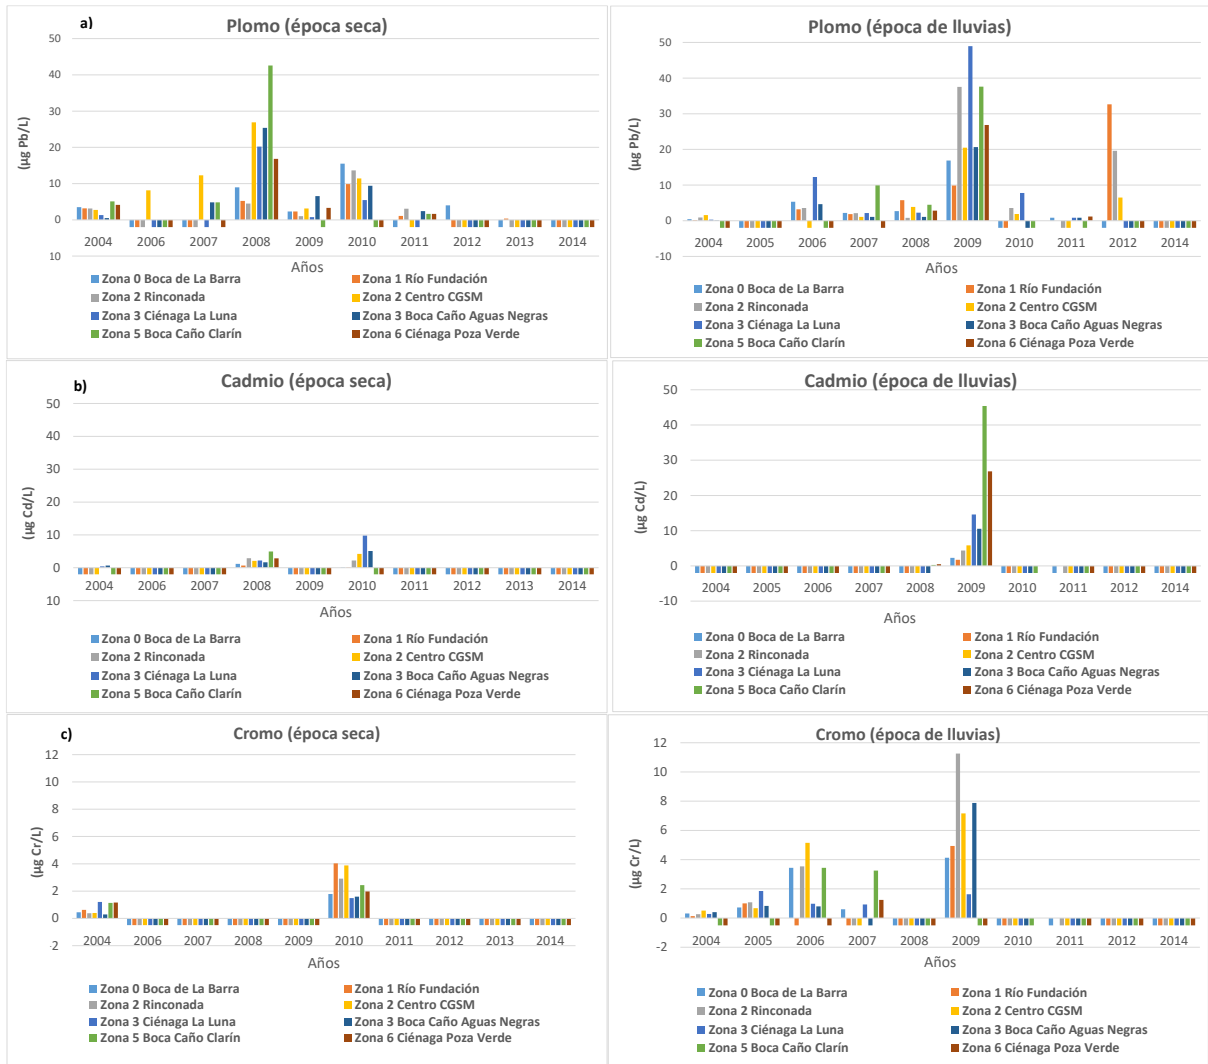 a)
Plomo (época seca)
50
40
30
20
10
0
10
(µg Pb/L)
2004 2006 2007 2008 2009 2010 2011 2012 2013 2014
Años
Zona 0 Boca de La Barra Zona 1 Río Fundación
Zona 2 Rinconada Zona 2 Centro CGSM
Zona 3 Ciénaga La Luna Zona 3 Boca Caño Aguas Negras
Zona 5 Boca Caño Clarín Zona 6 Ciénaga Poza Verde
Plomo (época de lluvias)
50
40
30
20
10
0
-10
(µg Pb/L)
2004 2005 2006 2007 2008 2009 2010 2011 2012 2014
Años
Zona 0 Boca de La Barra Zona 1 Río Fundación
Zona 2 Rinconada Zona 2 Centro CGSM
Zona 3 Ciénaga La Luna Zona 3 Boca Caño Aguas Negras
Zona 5 Boca Caño Clarín Zona 6 Ciénaga Poza Verde
b)
Cadmio (época seca)
50
40
30
20
10
0
10
(µg Cd/L)
2004 2006 2007 2008 2009 2010 2011 2012 2013 2014
Años
Zona 0 Boca de La Barra Zona 1 Río Fundación
Zona 2 Rinconada Zona 2 Centro CGSM
Zona 3 Ciénaga La Luna Zona 3 Boca Caño Aguas Negras
Zona 5 Boca Caño Clarín Zona 6 Ciénaga Poza Verde
Cadmio (época de lluvias)
50
40
30
20
10
0
-10
(µg Cd/L)
2004 2005 2006 2007 2008 2009 2010 2011 2012 2014
Años
Zona 0 Boca de La Barra Zona 1 Río Fundación
Zona 2 Rinconada Zona 2 Centro CGSM
Zona 3 Ciénaga La Luna Zona 3 Boca Caño Aguas Negras
Zona 5 Boca Caño Clarín Zona 6 Ciénaga Poza Verde
c)
Cromo (época seca)
12
10
8
6
4
2
0
2
(µg Cr/L)
2004 2006 2007 2008 2009 2010 2011 2012 2013 2014
Años
Zona 0 Boca de La Barra Zona 1 Río Fundación
Zona 2 Rinconada Zona 2 Centro CGSM
Zona 3 Ciénaga La Luna Zona 3 Boca Caño Aguas Negras
Zona 5 Boca Caño Clarín Zona 6 Ciénaga Poza Verde
Cromo (época de lluvias)
12
10
8
6
4
2
0
-2
(µg Cr/L)
2004 2005 2006 2007 2008 2009 2010 2011 2012 2014
Años
Zona 0 Boca de La Barra Zona 1 Río Fundación
Zona 2 Rinconada Zona 2 Centro CGSM
Zona 3 Ciénaga La Luna Zona 3 Boca Caño Aguas Negras
Zona 5 Boca Caño Clarín Zona 6 Ciénaga Poza Verde